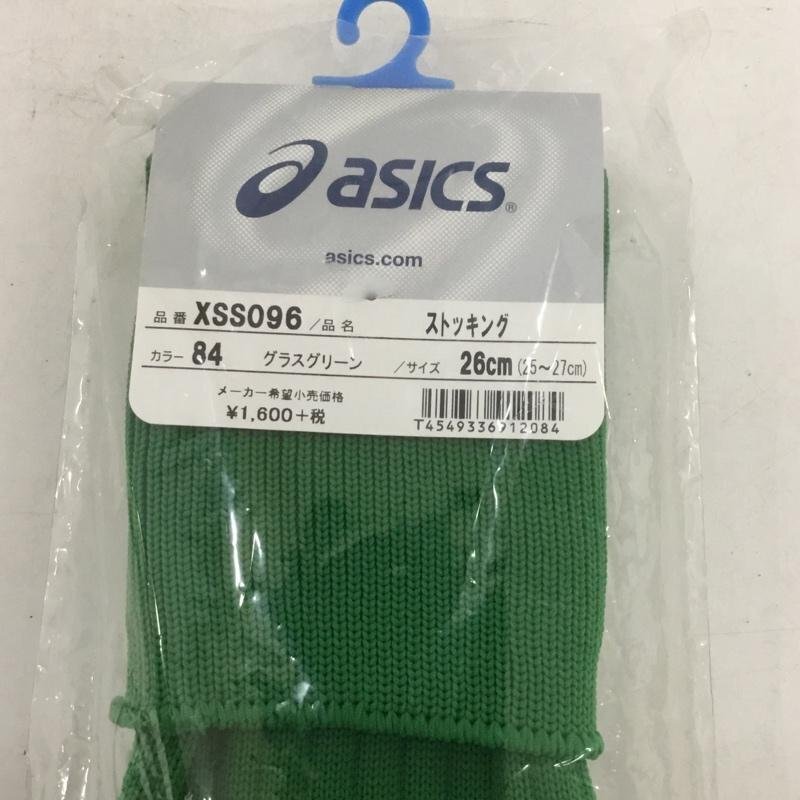 asics®
asics.com
品番 XSS096 /品名 ストッキング
カラー 84 グラスグリーン /サイズ 26cm (25〜27cm)
メーカー希望小売価格
¥1,600+税
T4549336912084